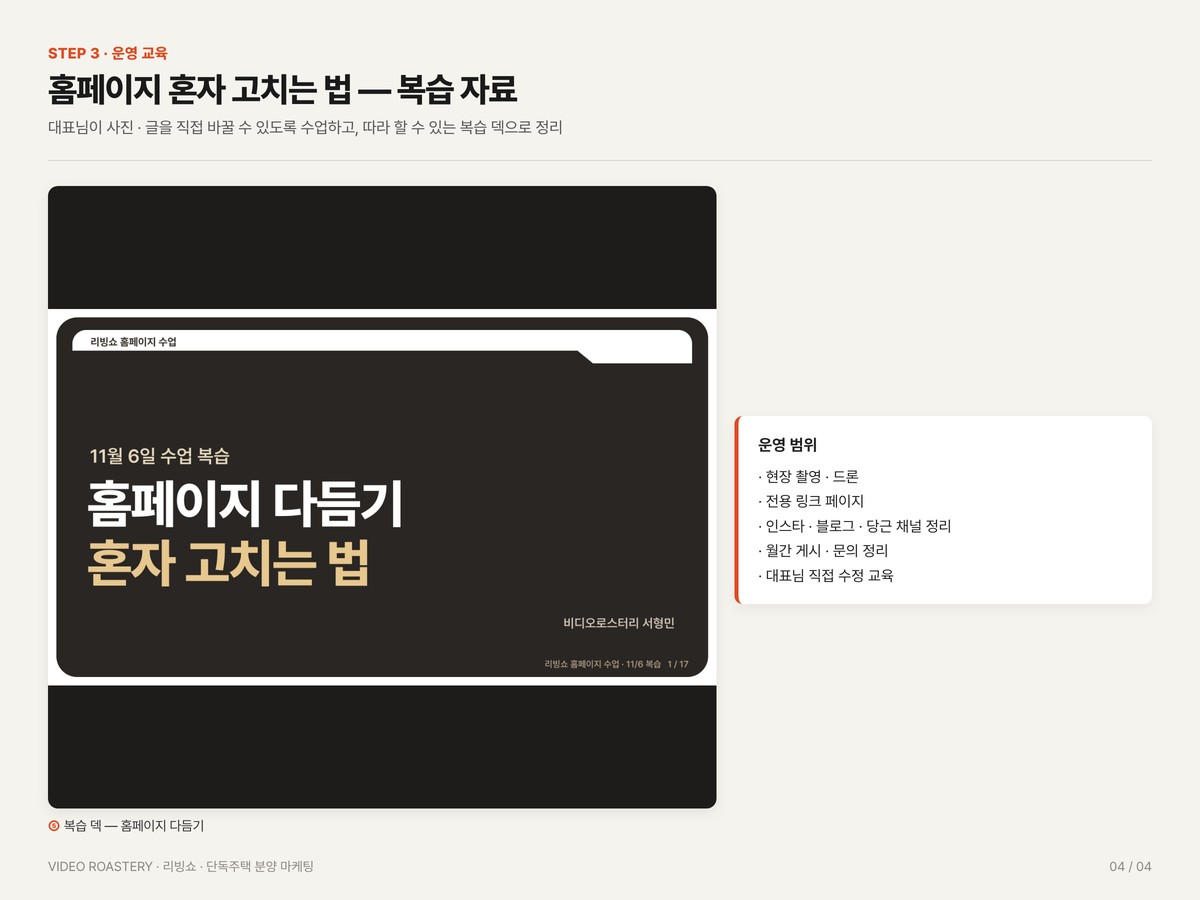 STEP 3 · 운영 교육
홈페이지 혼자 고치는 법 — 복습 자료
대표님이 사진 · 글을 직접 바꿀 수 있도록 수업하고, 따라 할 수 있는 복습 덱으로 정리
리빙쇼 홈페이지 수업
11월 6일 수업 복습
홈페이지 다듬기
혼자 고치는 법
비디오로스터리 서형민
리빙쇼 홈페이지 수업 · 11/6 복습 1 / 17
운영 범위
· 현장 촬영 · 드론
· 전용 링크 페이지
· 인스타 · 블로그 · 당근 채널 정리
· 월간 게시 · 문의 정리
· 대표님 직접 수정 교육
⑤ 복습 덱 — 홈페이지 다듬기
VIDEO ROASTERY · 리빙쇼 · 단독주택 분양 마케팅
04 / 04